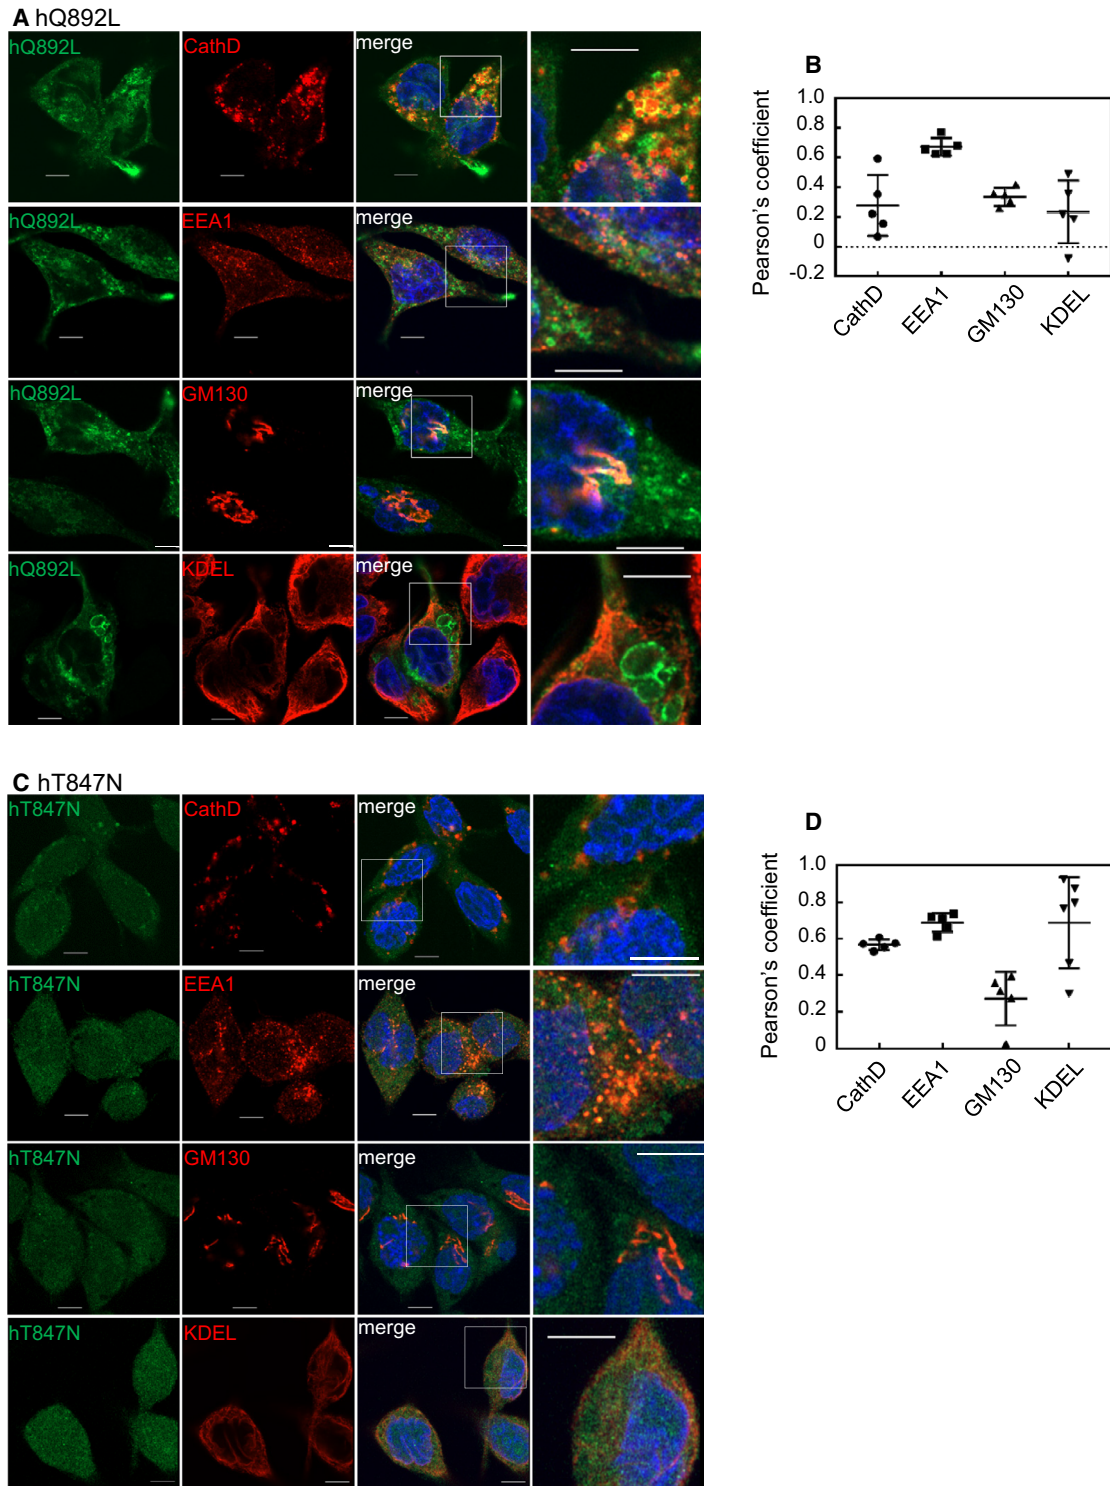 A hQ892L
hQ892L CathD merge
hQ892L EEA1 merge
hQ892L GM130 merge
hQ892L KDEL merge
B
Pearson's coefficient
1.0
0.8
0.6
0.4
0.2
0
-0.2
CathD EEA1 GM130 KDEL
C hT847N
hT847N CathD merge
hT847N EEA1 merge
hT847N GM130 merge
hT847N KDEL merge
D
Pearson's coefficient
1.0
0.8
0.6
0.4
0.2
0
CathD EEA1 GM130 KDEL